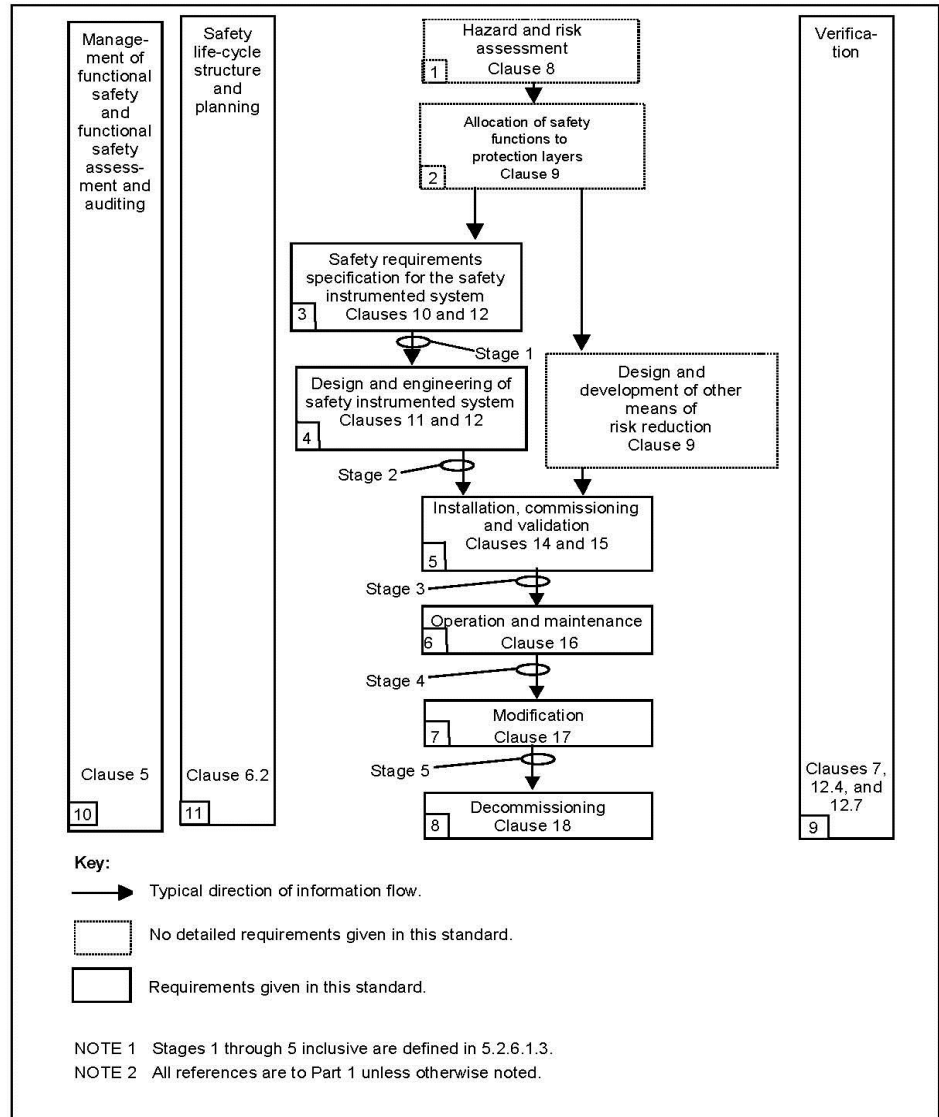 Manage-
ment of
functional
safety
and
functional
safety
assess-
ment and
auditing
Clause 5
10
Safety
life-cycle
structure
and
planning
Clause 6.2
11
Hazard and risk
assessment
Clause 8
1
Allocation of safety
functions to
protection layers
Clause 9
2
Safety requirements
specification for the safety
instrumented system
Clauses 10 and 12
3
Stage 1
Design and engineering of
safety instrumented system
Clauses 11 and 12
4
Design and
development of other
means of
risk reduction
Clause 9
Stage 2
Installation, commissioning
and validation
Clauses 14 and 15
5
Stage 3
Operation and maintenance
Clause 16
6
Stage 4
Modification
Clause 17
7
Stage 5
Decommissioning
Clause 18
8
Verifica-
tion
Clauses 7,
12.4, and
12.7
9
Key:
Typical direction of information flow.
No detailed requirements given in this standard.
Requirements given in this standard.
NOTE 1 Stages 1 through 5 inclusive are defined in 5.2.6.1.3.
NOTE 2 All references are to Part 1 unless otherwise noted.